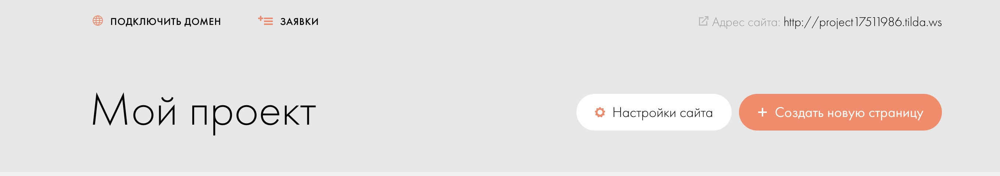 ПОДКЛЮЧИТЬ ДОМЕН
ЗАЯВКИ
Адрес сайта: http://project17511986.tilda.ws
Мой проект
Настройки сайта
+ Создать новую страницу